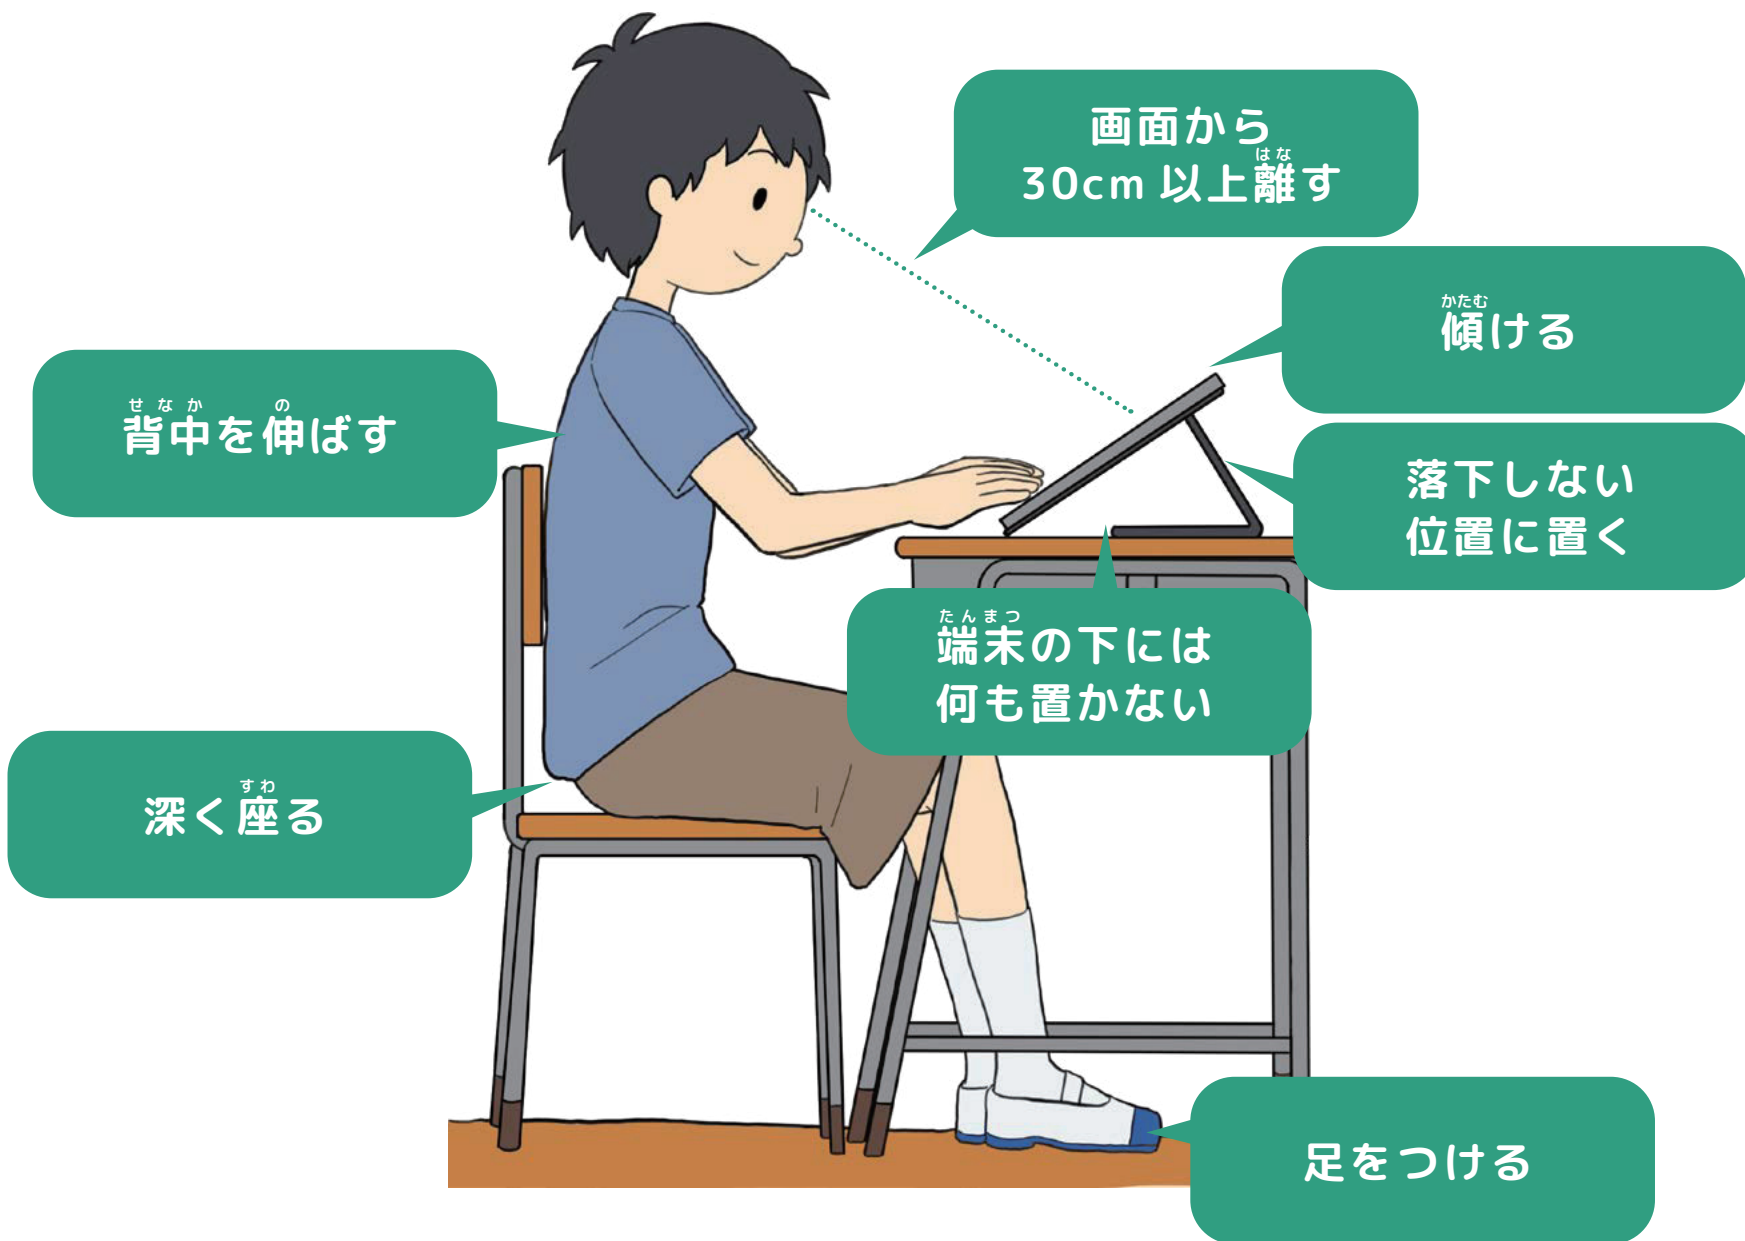 画面から
30cm 以上離す
はな
かたむ
傾ける
せなか の
背中を伸ばす
落下しない
位置に置く
たんまつ
端末の下には
何も置かない
すわ
深く座る
足をつける